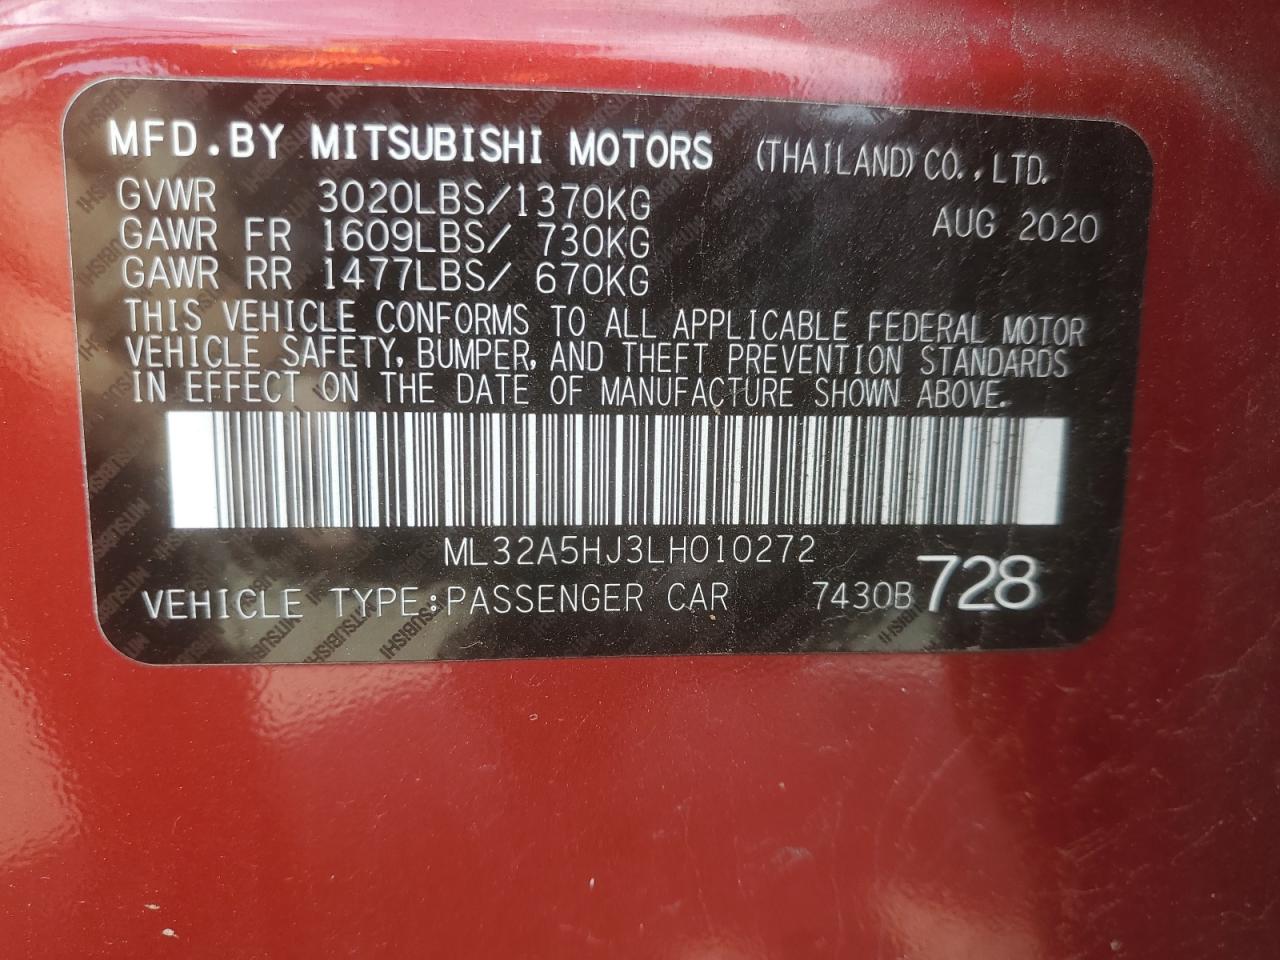 MFD.BY MITSUBISHI MOTORS (THAILAND) CO., LTD.
GVWR 3020LBS/1370KG AUG 2020
GAWR FR 1609LBS/ 730KG
GAWR RR 1477LBS/ 670KG
THIS VEHICLE CONFORMS TO ALL APPLICABLE FEDERAL MOTOR
VEHICLE SAFETY, BUMPER, AND THEFT PREVENTION STANDARDS
IN EFFECT ON THE DATE OF MANUFACTURE SHOWN ABOVE.
ML32A5HJ3LH010272
VEHICLE TYPE:PASSENGER CAR 7430B 728